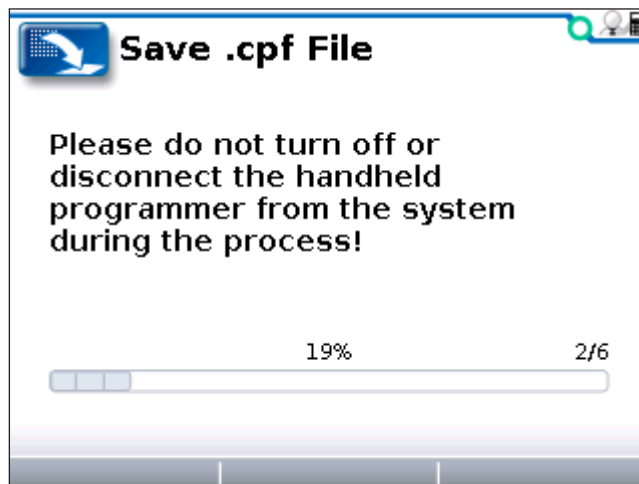 Save .cpf File
Please do not turn off or
disconnect the handheld
programmer from the system
during the process!
19%
2/6